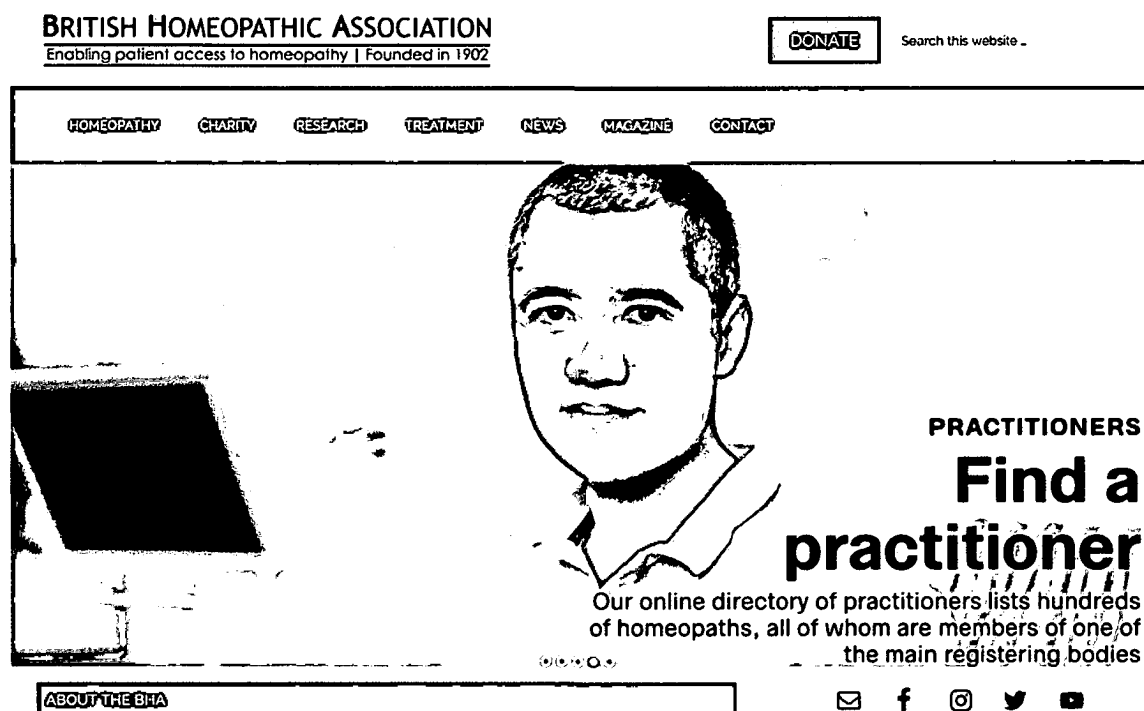 BRITISH HOMEOPATHIC ASSOCIATION
Enabling patient access to homeopathy | Founded in 1902
DONATE
Search this website ...
HOMEOPATHY CHARITY RESEARCH TREATMENT NEWS MAGAZINE CONTACT
PRACTITIONERS
Find a
practitioner
Our online directory of practitioners lists hundreds
of homeopaths, all of whom are members of one of
the main registering bodies
ABOUT THE BHA